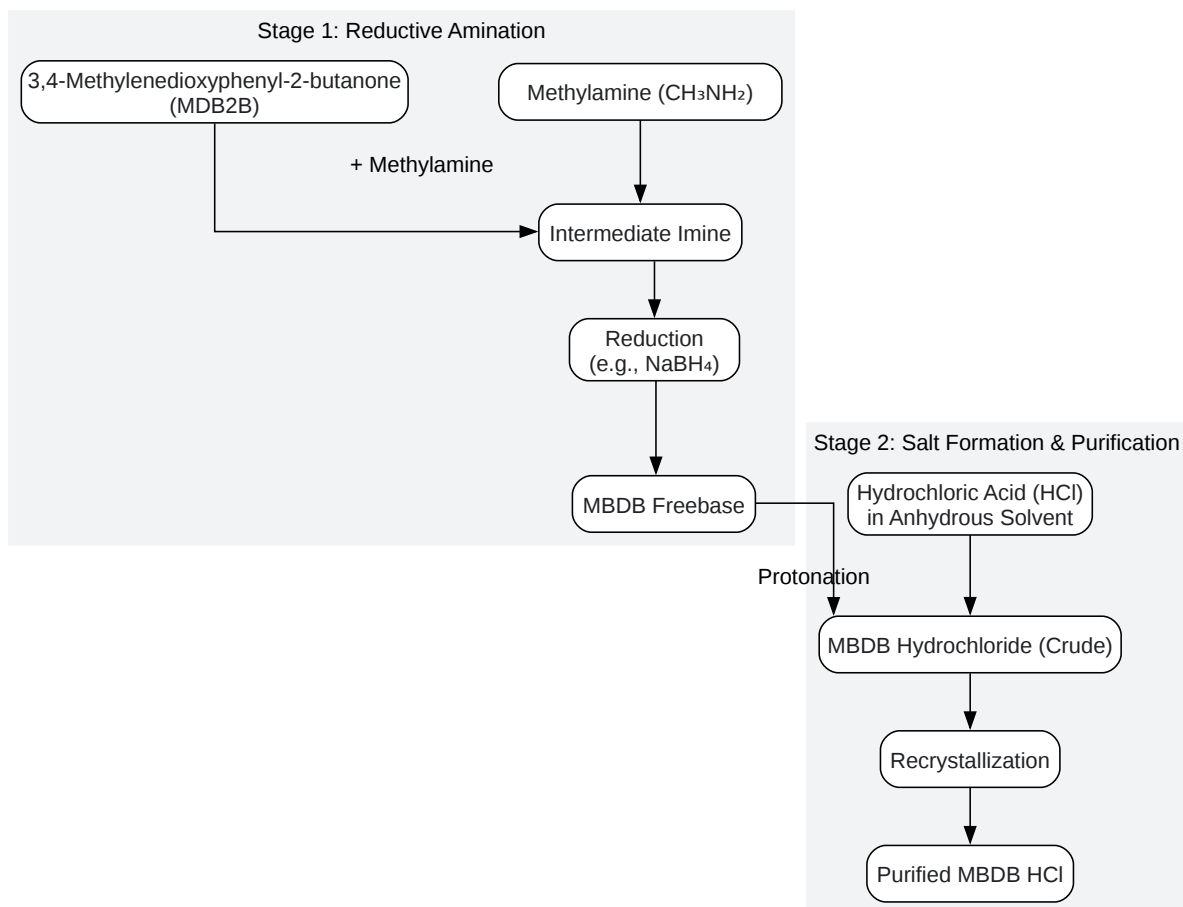 Stage 1: Reductive Amination
3,4-Methylenedioxyphenyl-2-butanone
(MDB2B)
Methylamine (CH₃NH₂)
+ Methylamine
Intermediate Imine
Reduction
(e.g., NaBH₄)
MBDB Freebase
Stage 2: Salt Formation & Purification
Hydrochloric Acid (HCl)
in Anhydrous Solvent
Protonation
MBDB Hydrochloride (Crude)
Recrystallization
Purified MBDB HCl